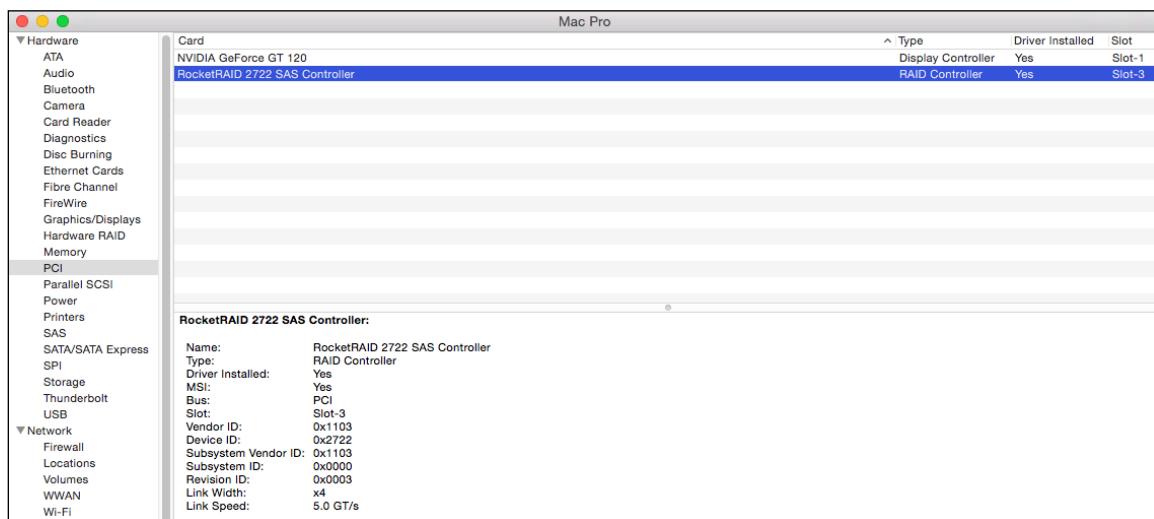 Mac Pro
Hardware
ATA
Audio
Bluetooth
Camera
Card Reader
Diagnostics
Disc Burning
Ethernet Cards
Fibre Channel
FireWire
Graphics/Displays
Hardware RAID
Memory
PCI
Parallel SCSI
Power
Printers
SAS
SATA/SATA Express
SPI
Storage
Thunderbolt
USB
Network
Firewall
Locations
Volumes
WWAN
Wi-Fi
Card Type Driver Installed Slot
NVIDIA GeForce GT 120 Display Controller Yes Slot-1
RocketRAID 2722 SAS Controller RAID Controller Yes Slot-3
RocketRAID 2722 SAS Controller:
Name: RocketRAID 2722 SAS Controller
Type: RAID Controller
Driver Installed: Yes
MSI: Yes
Bus: PCI
Slot: Slot-3
Vendor ID: 0x1103
Device ID: 0x2722
Subsystem Vendor ID: 0x1103
Subsystem ID: 0x0000
Revision ID: 0x0003
Link Width: x4
Link Speed: 5.0 GT/s